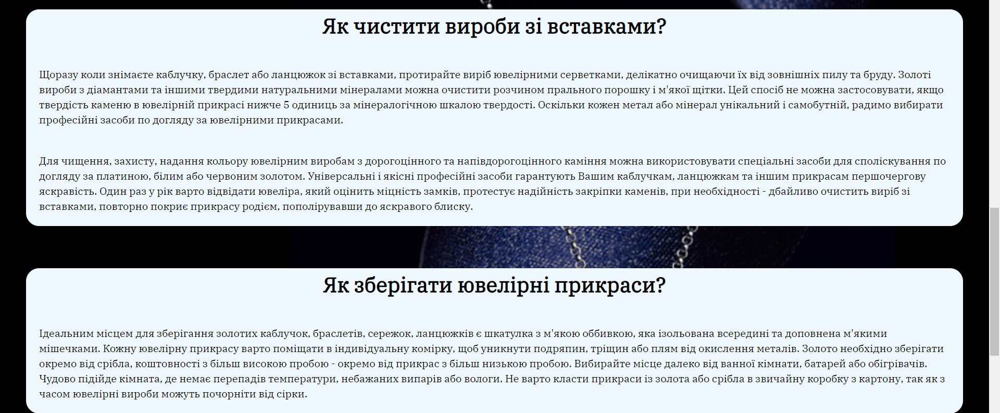 Як чистити вироби зі вставками?
Щоразу коли знімаєте каблучку, браслет або ланцюжок зі вставками, протирайте виріб ювелірними серветками, делікатно очищаючи їх від зовнішніх пилу та бруду. Золоті
вироби з діамантами та іншими твердими натуральними мінералами можна очистити розчином прального порошку і м'якої щітки. Цей спосіб не можна застосовувати, якщо
твердість каменю в ювелірній прикрасі нижче 5 одиниць за мінералогічною шкалою твердості. Оскільки кожен метал або мінерал унікальний і самобутній, радимо вибирати
професійні засоби по догляду за ювелірними прикрасами.
Для чищення, захисту, надання кольору ювелірним виробам з дорогоцінного та напівдорогоцінного каміння можна використовувати спеціальні засоби для споліскування по
догляду за платиною, білим або червоним золотом. Універсальні і якісні професійні засоби гарантують Вашим каблучкам, ланцюжкам та іншим прикрасам першочергову
яскравість. Один раз у рік варто відвідати ювеліра, який оцінить міцність замків, протестує надійність закріпки каменів, при необхідності - дбайливо очистить виріб зі
вставками, повторно покриє прикрасу родієм, пополірувавши до яскравого блиску.
Як зберігати ювелірні прикраси?
Ідеальним місцем для зберігання золотих каблучок, браслетів, сережок, ланцюжків є шкатулка з м'якою оббивкою, яка ізольована всередині та доповнена м'якими
мішечками. Кожну ювелірну прикрасу варто поміщати в індивідуальну комірку, щоб уникнути подряпин, тріщин або плям від окислення металів. Золото необхідно зберігати
окремо від срібла, коштовності з більш високою пробою - окремо від прикрас з більш низькою пробою. Вибирайте місце далеко від ванної кімнати, батарей або обігрівачів.
Чудово підійде кімната, де немає перепадів температури, небажаних випарів або вологи. Не варто класти прикраси із золота або срібла в звичайну коробку з картону, так як з
часом ювелірні вироби можуть почорніти від сірки.